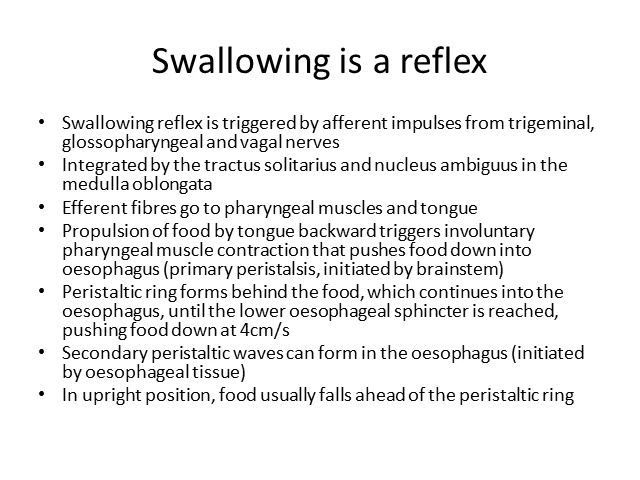 Swallowing is a reflex
• Swallowing reflex is triggered by afferent impulses from trigeminal,
glossopharyngeal and vagal nerves
• Integrated by the tractus solitarius and nucleus ambiguus in the
medulla oblongata
• Efferent fibres go to pharyngeal muscles and tongue
• Propulsion of food by tongue backward triggers involuntary
pharyngeal muscle contraction that pushes food down into
oesophagus (primary peristalsis, initiated by brainstem)
• Peristaltic ring forms behind the food, which continues into the
oesophagus, until the lower oesophageal sphincter is reached,
pushing food down at 4cm/s
• Secondary peristaltic waves can form in the oesophagus (initiated
by oesophageal tissue)
• In upright position, food usually falls ahead of the peristaltic ring